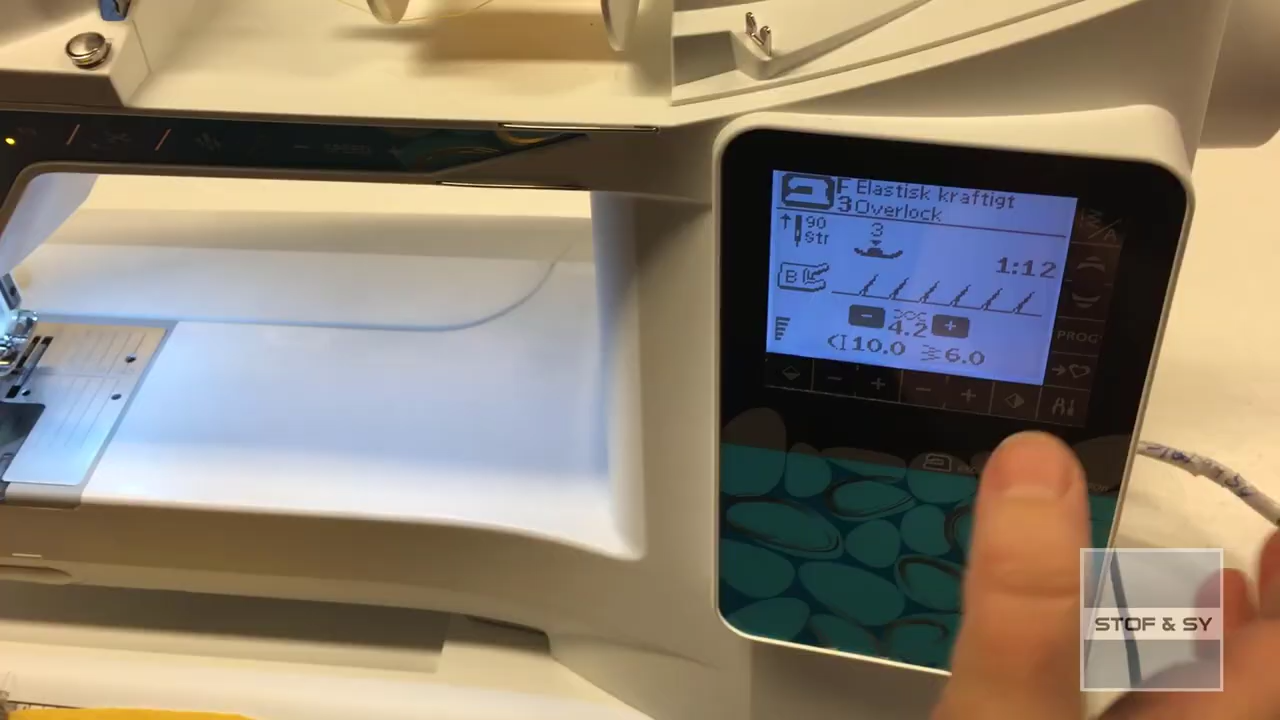 F Elastisk kraftigt
3 Overlock
90
str
3
1:12
B
- 4.2 +
10.0 6.0
PROG
- + - +
STOF & SY